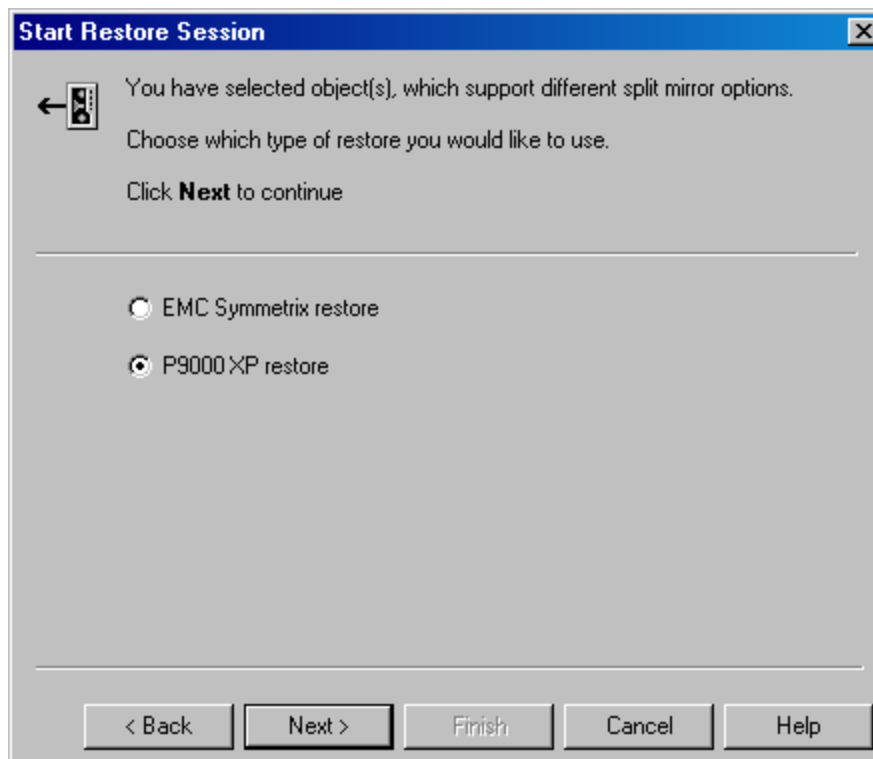 Start Restore Session
You have selected object(s), which support different split mirror options.
Choose which type of restore you would like to use.
Click Next to continue
EMC Symmetrix restore
P9000 XP restore
< Back Next > Finish Cancel Help